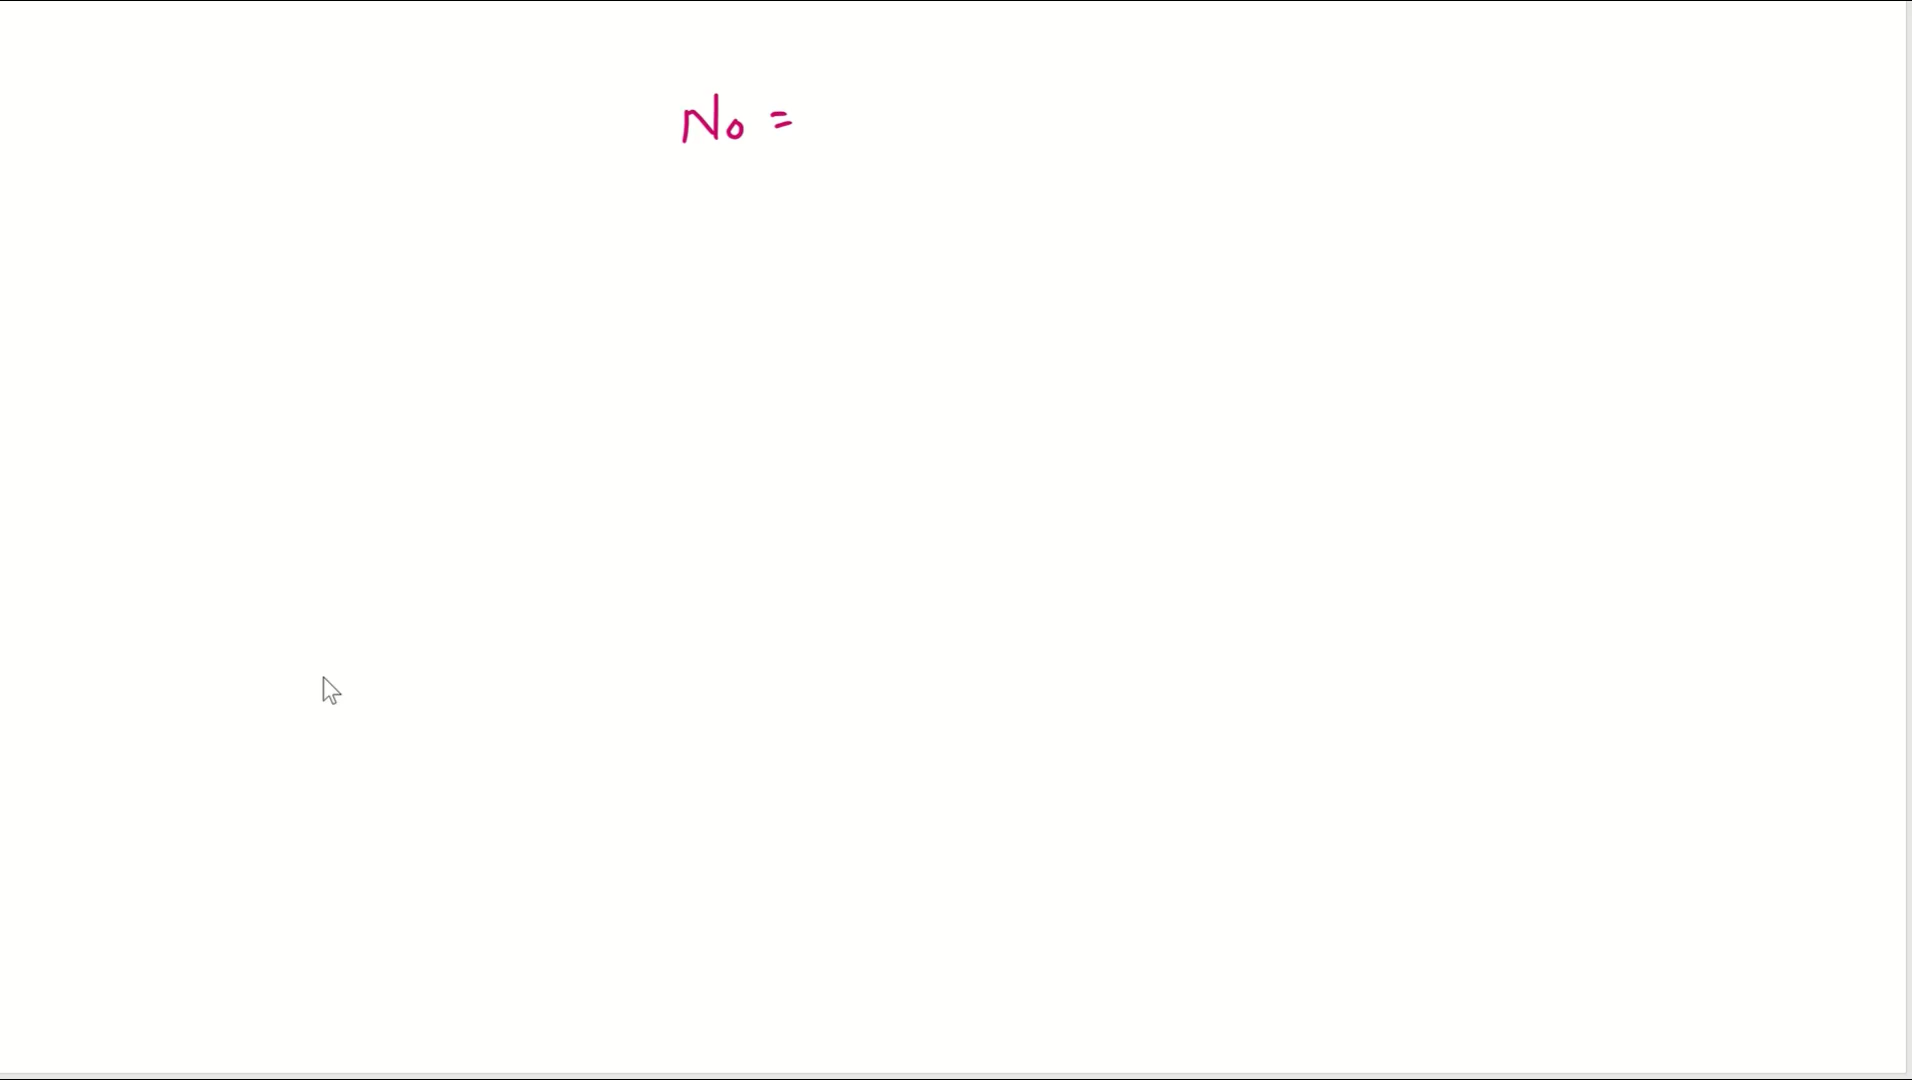 No =